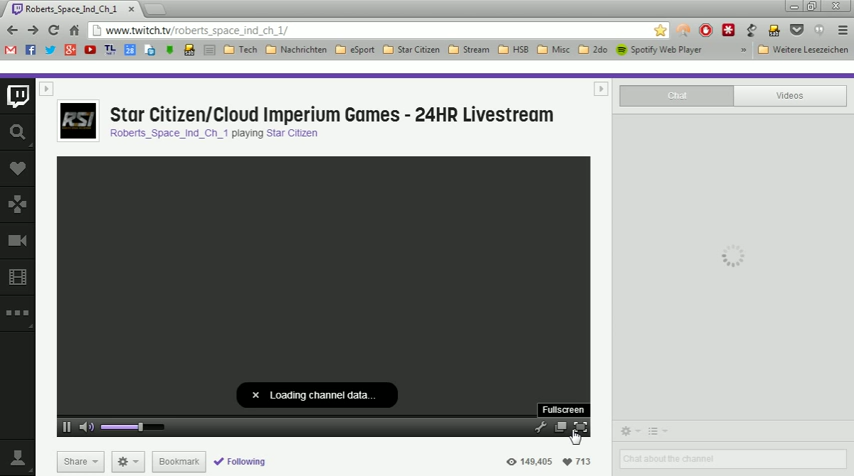 Roberts_Space_Ind_Ch_1
www.twitch.tv/roberts_space_ind_ch_1/
28
Tech Nachrichten eSport Star Citizen Stream HSB Misc 2do Spotify Web Player » Weitere Lesezeichen
RSI
Star Citizen/Cloud Imperium Games - 24HR Livestream
Roberts_Space_Ind_Ch_1 playing Star Citizen
Chat Videos
Loading channel data...
Fullscreen
Share Bookmark Following 149,405 713
Chat about the channel